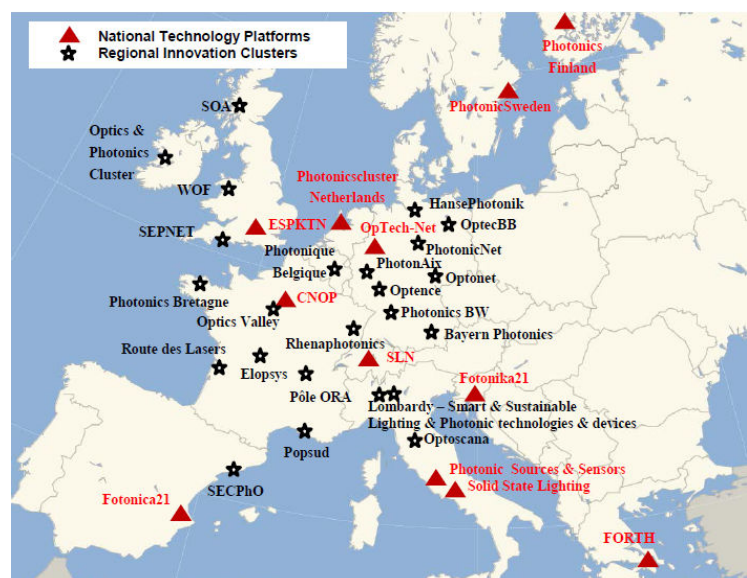 National Technology Platforms
Regional Innovation Clusters
Photonics
Finland
PhotonicSweden
SOA
Optics &
Photonics
Cluster
WOF
Photonicscluster
Netherlands
HansePhotonik
ESPKTN
OpTech-Net
OptecBB
SEPNET
Photonique
Belgique
PhotonicNet
PhotonAix
Optonet
Optence
Photonics Bretagne
CNOP
Optics Valley
Photonics BW
Bayern Photonics
Rhenaphotonics
Route des Lasers
SLN
Elopsys
Fotonika21
Pôle ORA
Lombardy – Smart & Sustainable
Lighting & Photonic technologies & devices
Optoscana
Popsud
SECPhO
Photonic Sources & Sensors
Solid State Lighting
Fotonica21
FORTH